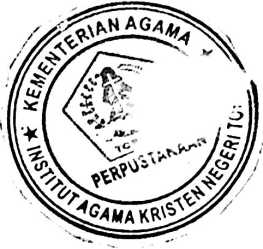 KEMENTERIAN AGAMA
PERPUSTAKAAN
INSTITUT AGAMA KRISTEN NEGERI